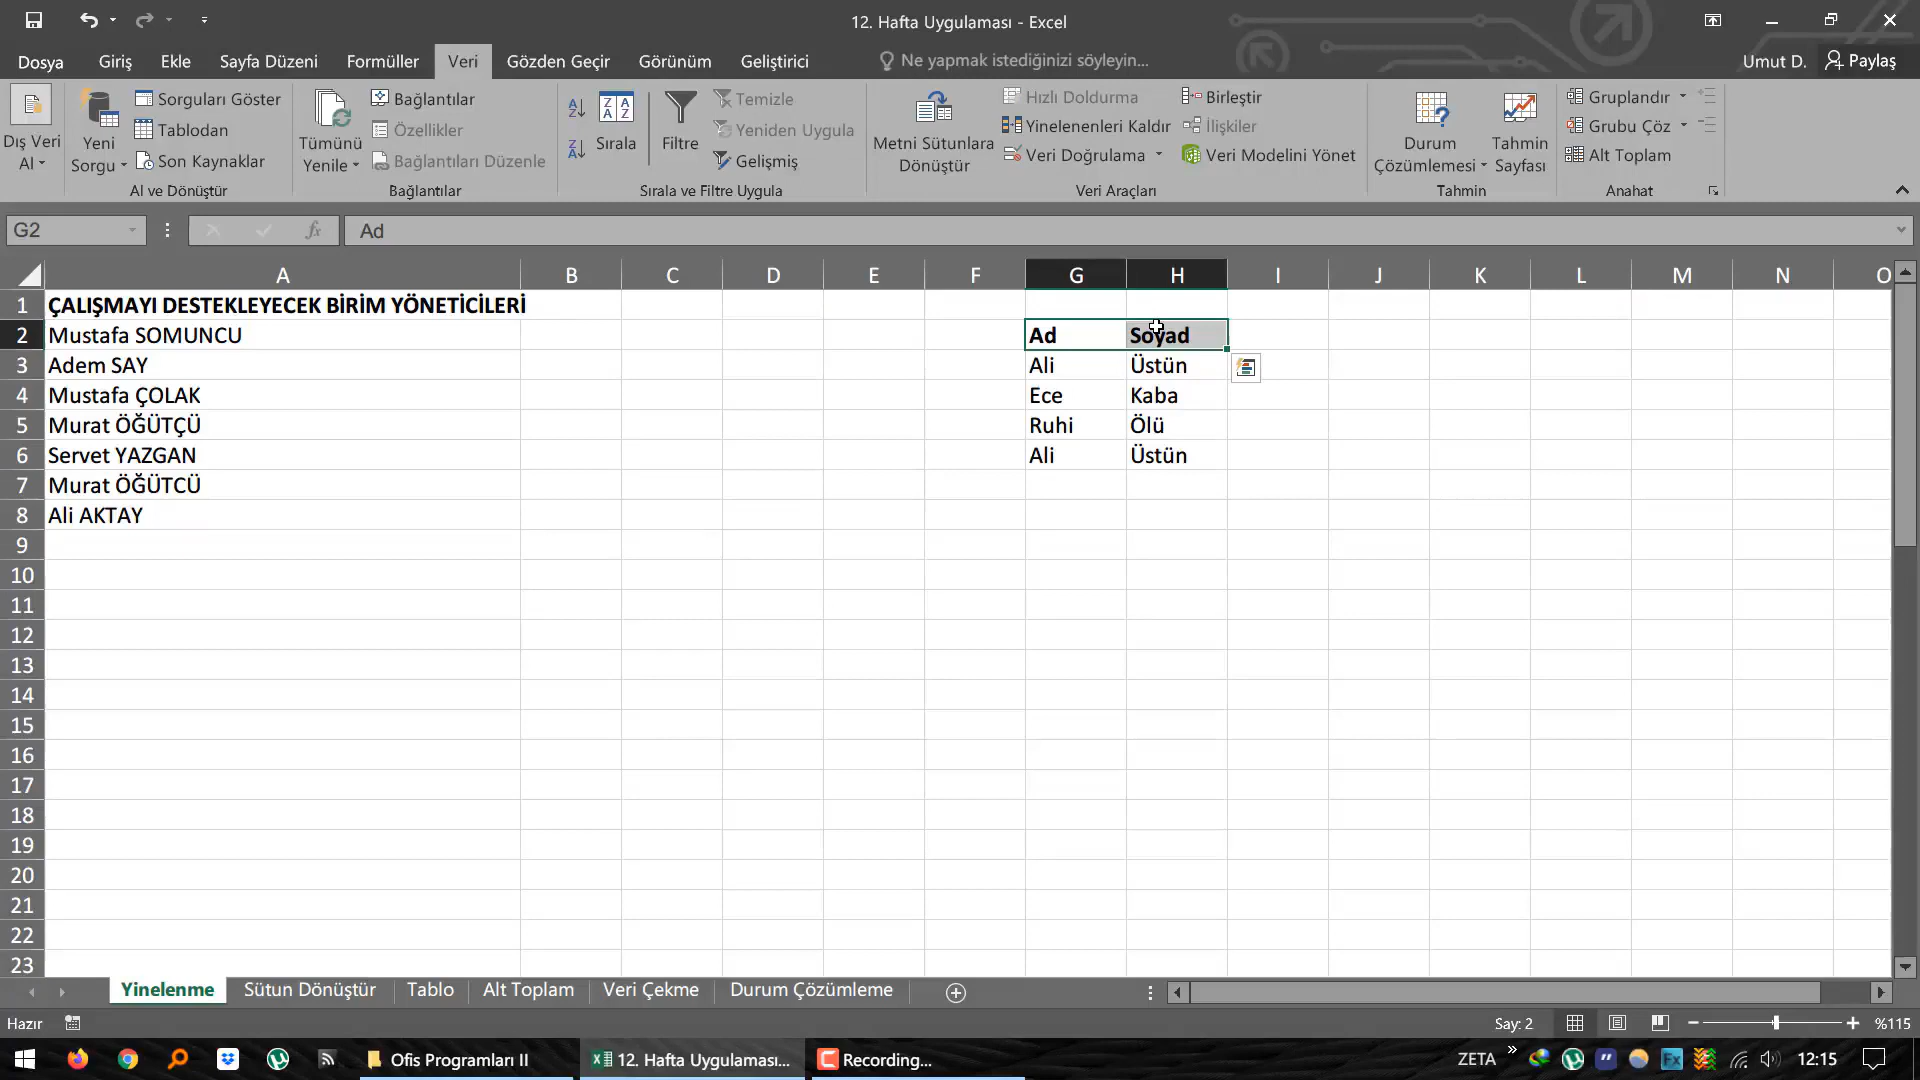 12. Hafta Uygulaması - Excel
Dosya Giriş Ekle Sayfa Düzeni Formüller Veri Gözden Geçir Görünüm Geliştirici Ne yapmak istediğinizi söyleyin... Umut D. Paylaş
Dış Veri Al
Yeni Sorgu
Sorguları Göster
Tablodan
Son Kaynaklar
Al ve Dönüştür
Tümünü Yenile
Bağlantılar
Özellikler
Bağlantıları Düzenle
Bağlantılar
Sırala
Filtre
Temizle
Yeniden Uygula
Gelişmiş
Sırala ve Filtre Uygula
Metni Sütunlara Dönüştür
Hızlı Doldurma
Yinelenenleri Kaldır
Veri Doğrulama
Birleştir
İlişkiler
Veri Modelini Yönet
Veri Araçları
Durum Çözümlemesi
Tahmin Sayfası
Tahmin
Gruplandır
Grubu Çöz
Alt Toplam
Anahat
G2 fx Ad
A B C D E F G H I J K L M N O
1 ÇALIŞMAYI DESTEKLEYECEK BİRİM YÖNETİCİLERİ
2 Mustafa SOMUNCU Ad Soyad
3 Adem SAY Ali Üstün
4 Mustafa ÇOLAK Ece Kaba
5 Murat ÖĞÜTÇÜ Ruhi Ölü
6 Servet YAZGAN Ali Üstün
7 Murat ÖĞÜTCÜ
8 Ali AKTAY
9
10
11
12
13
14
15
16
17
18
19
20
21
22
23
Yinelenme Sütun Dönüştür Tablo Alt Toplam Veri Çekme Durum Çözümleme
Hazır Say: 2 %115
Ofis Programları II 12. Hafta Uygulaması... Recording... ZETA 12:15